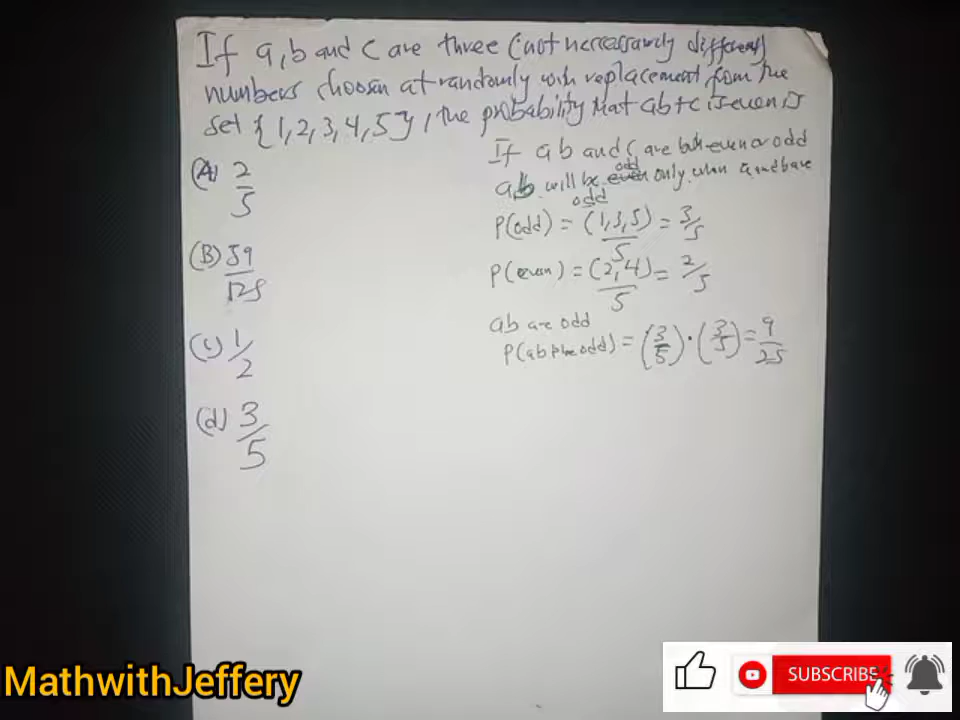 If a, b and c are three (not necessarily different)
numbers choosen at randomly with replacement from the
set {1, 2, 3, 4, 5}, the probability that ab+c is even is
(A) 2/5
(B) 59/125
(c) 1/2
(d) 3/5
If ab and c are both even or odd
ab will be even odd only when a and b are
odd
P(odd) = (1,3,5)/5 = 3/5
P(even) = (2,4)/5 = 2/5
ab are odd
P(ab odd) = (3/5) · (3/5) = 9/25
MathwithJeffery
SUBSCRIBE